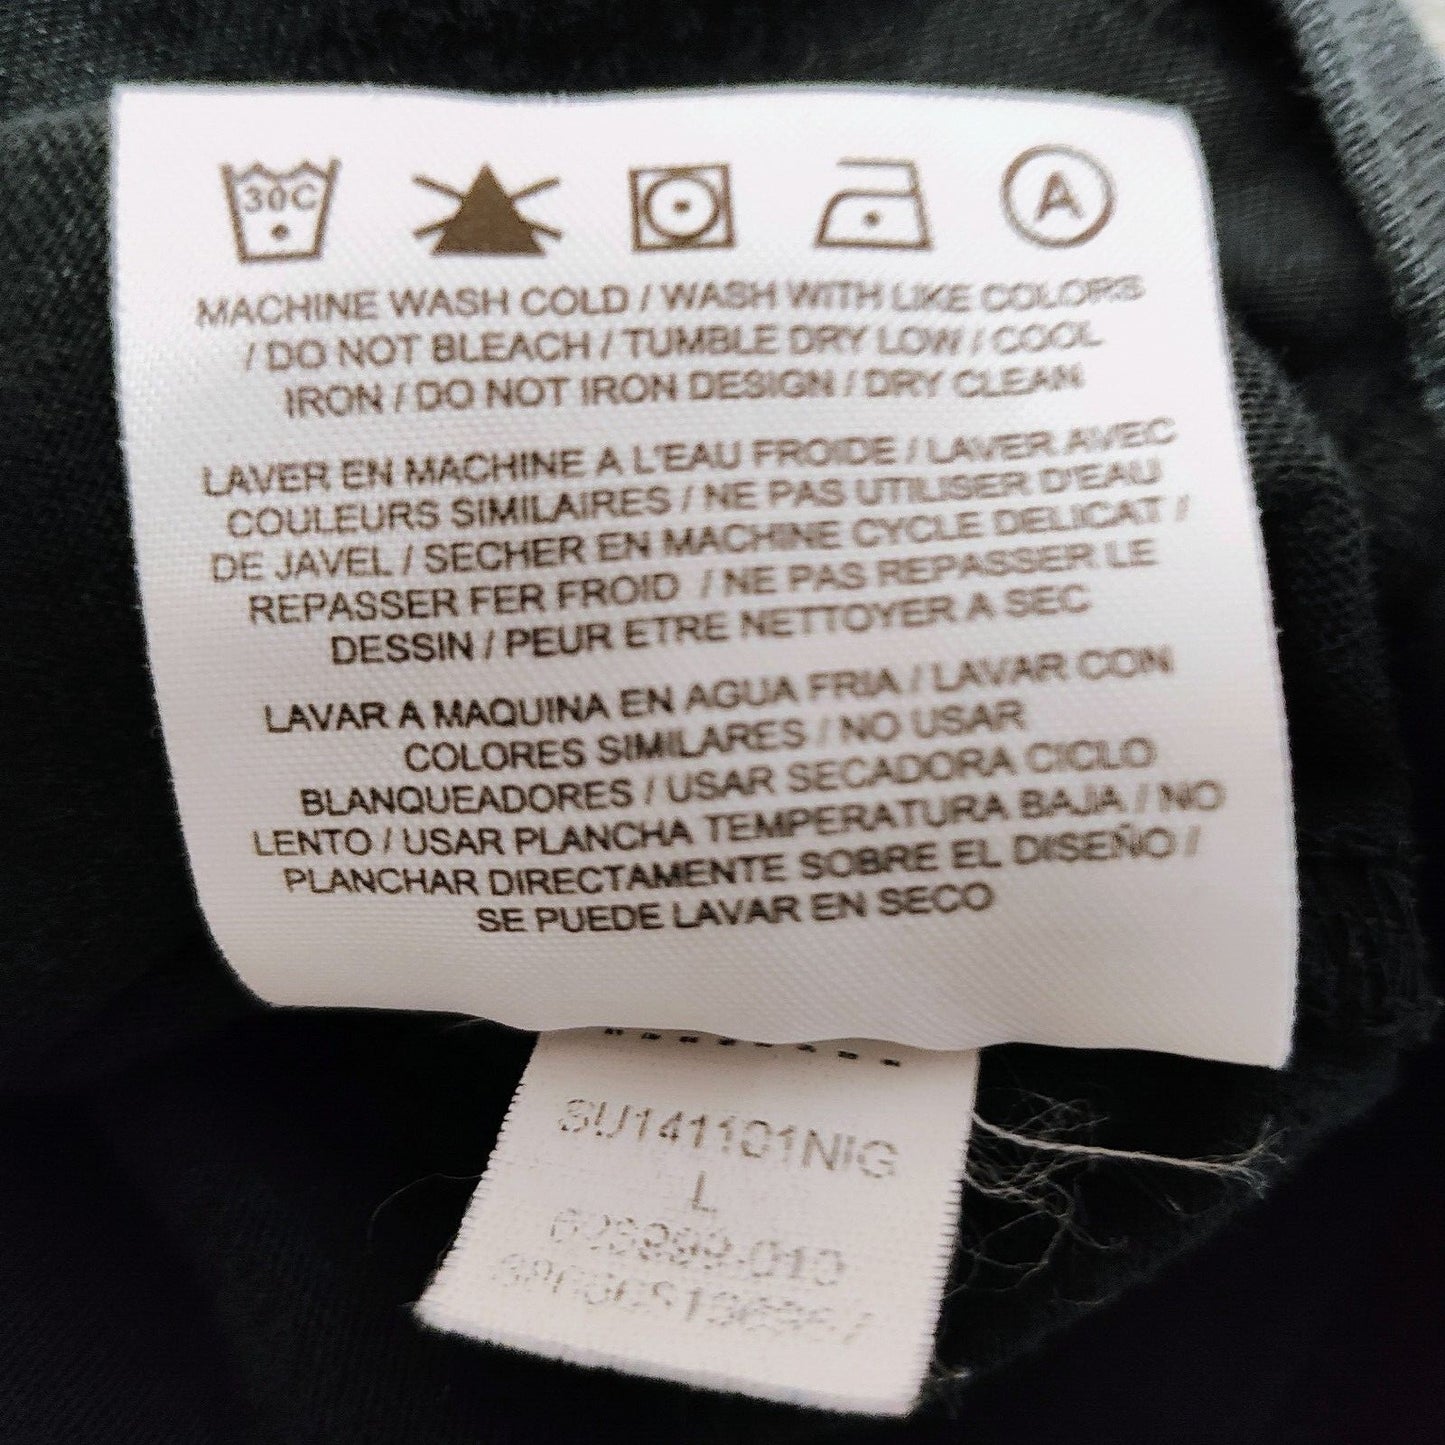 30C
A
MACHINE WASH COLD / WASH WITH LIKE COLORS
/ DO NOT BLEACH / TUMBLE DRY LOW / COOL
IRON / DO NOT IRON DESIGN / DRY CLEAN
LAVER EN MACHINE A L'EAU FROIDE / LAVER AVEC
COULEURS SIMILAIRES / NE PAS UTILISER D'EAU
DE JAVEL / SECHER EN MACHINE CYCLE DELICAT /
REPASSER FER FROID / NE PAS REPASSER LE
DESSIN / PEUR ETRE NETTOYER A SEC
LAVAR A MAQUINA EN AGUA FRIA / LAVAR CON
COLORES SIMILARES / NO USAR
BLANQUEADORES / USAR SECADORA CICLO
LENTO / USAR PLANCHA TEMPERATURA BAJA / NO
PLANCHAR DIRECTAMENTE SOBRE EL DISEÑO /
SE PUEDE LAVAR EN SECO
SU141101NIG
L